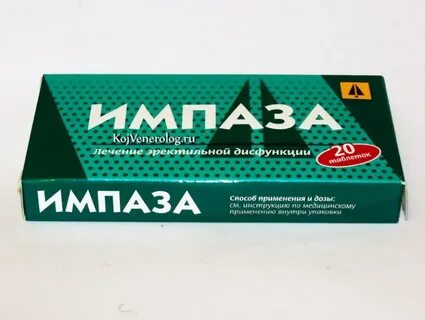 ИМПАЗА
KojVenerolog.ru
лечение эректильной дисфункции
20
таблеток
ИМПАЗА
Способ применения и дозы:
см. инструкцию по медицинскому
применению внутри упаковки